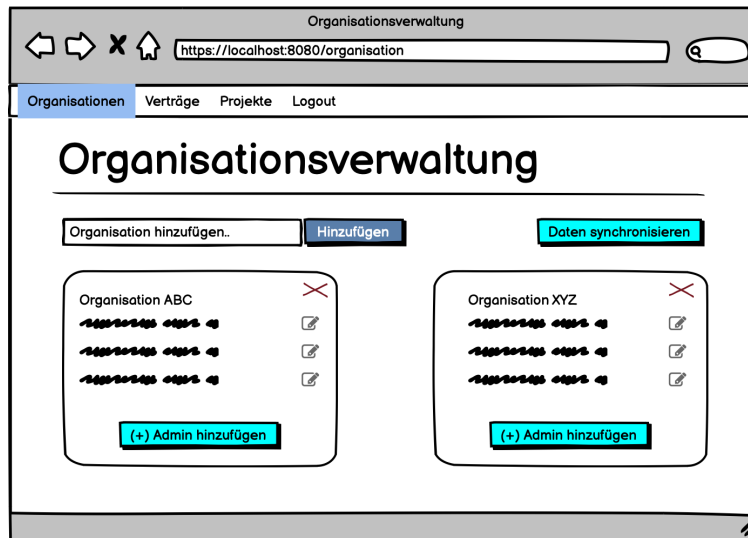 Organisationsverwaltung
https://localhost:8080/organisation
Organisationen Verträge Projekte Logout
Organisationsverwaltung
Organisation hinzufügen.. Hinzufügen Daten synchronisieren
Organisation ABC
(+) Admin hinzufügen
Organisation XYZ
(+) Admin hinzufügen